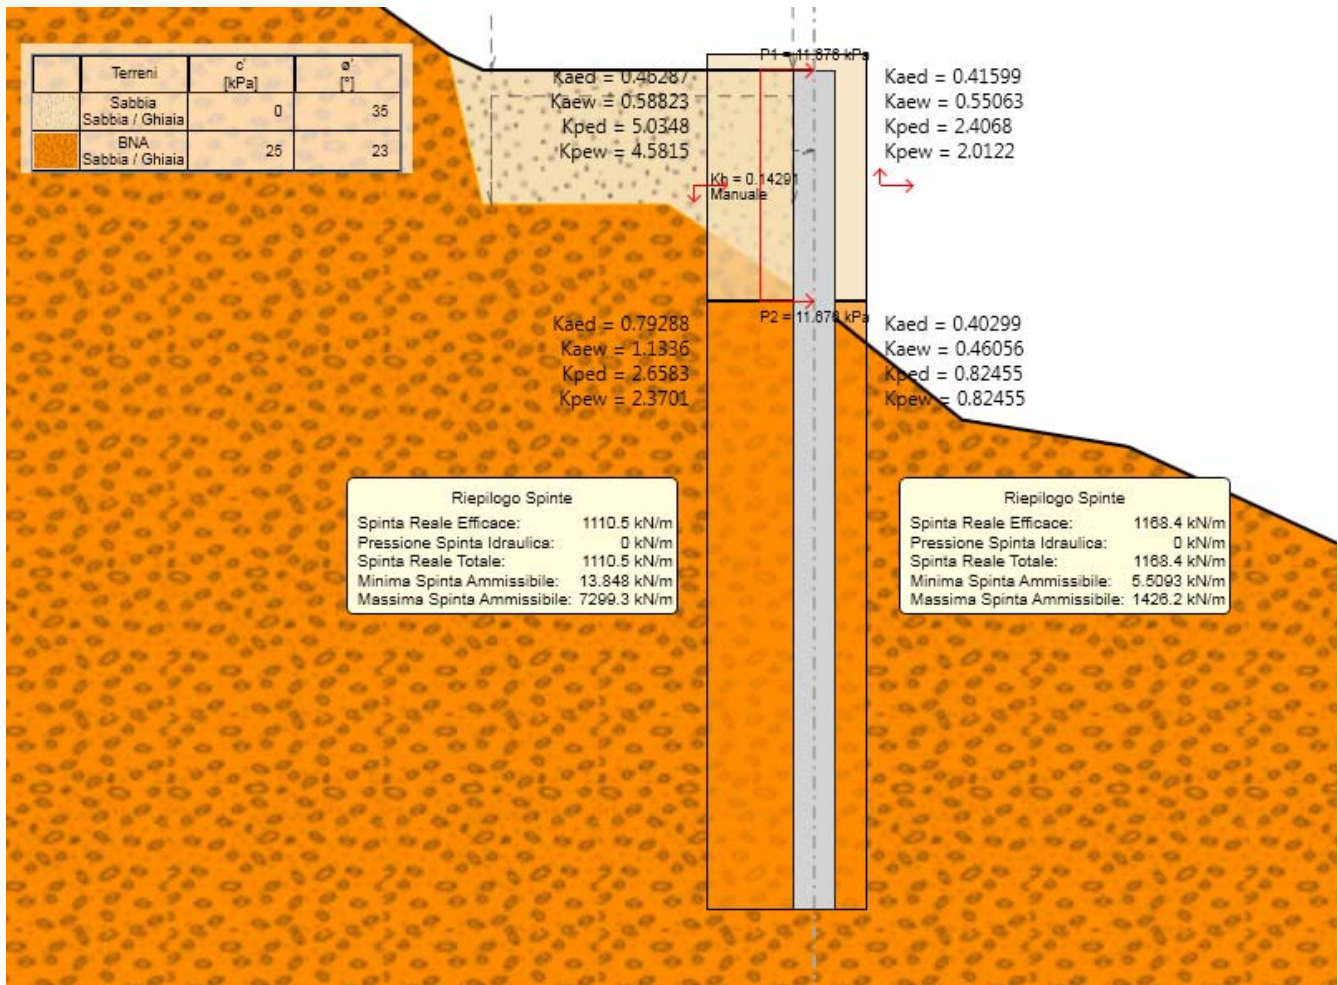 Terreni
c'
[kPa]
ø'
[°]
Sabbia
Sabbia / Ghiaia
0
35
BNA
Sabbia / Ghiaia
25
23
P1 = 11.676 kPa
Kaed = 0.46287
Kaew = 0.58823
Kped = 5.0348
Kpew = 4.5815
Kaed = 0.41599
Kaew = 0.55063
Kped = 2.4068
Kpew = 2.0122
Kh = 0.14291
Manuale
P2 = 11.676 kPa
Kaed = 0.79288
Kaew = 1.1336
Kped = 2.6583
Kpew = 2.3701
Kaed = 0.40299
Kaew = 0.46056
Kped = 0.82455
Kpew = 0.82455
Riepilogo Spinte
Spinta Reale Efficace: 1110.5 kN/m
Pressione Spinta Idraulica: 0 kN/m
Spinta Reale Totale: 1110.5 kN/m
Minima Spinta Ammissibile: 13.848 kN/m
Massima Spinta Ammissibile: 7299.3 kN/m
Riepilogo Spinte
Spinta Reale Efficace: 1168.4 kN/m
Pressione Spinta Idraulica: 0 kN/m
Spinta Reale Totale: 1168.4 kN/m
Minima Spinta Ammissibile: 5.5093 kN/m
Massima Spinta Ammissibile: 1426.2 kN/m